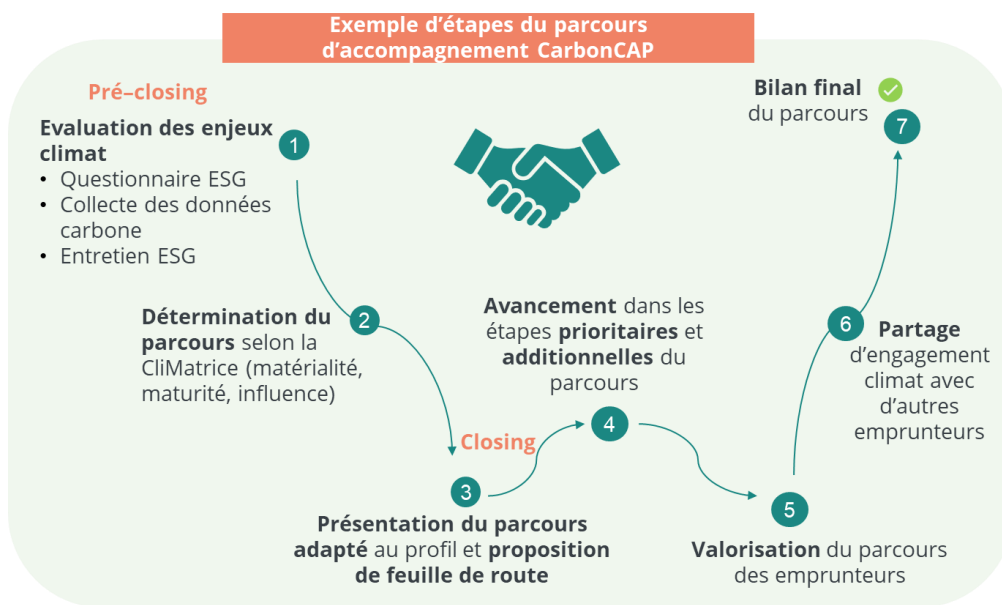 Exemple d'étapes du parcours
d'accompagnement CarbonCAP
Pré–closing
Evaluation des enjeux
climat
1
• Questionnaire ESG
• Collecte des données
carbone
• Entretien ESG
Détermination du
parcours selon la
CliMatrice (matérialité,
maturité, influence)
2
Closing
3
Présentation du parcours
adapté au profil et proposition
de feuille de route
Avancement dans les
étapes prioritaires et
additionnelles du
parcours
4
5
Valorisation du parcours
des emprunteurs
6
Partage
d'engagement
climat avec
d'autres
emprunteurs
Bilan final
du parcours
7